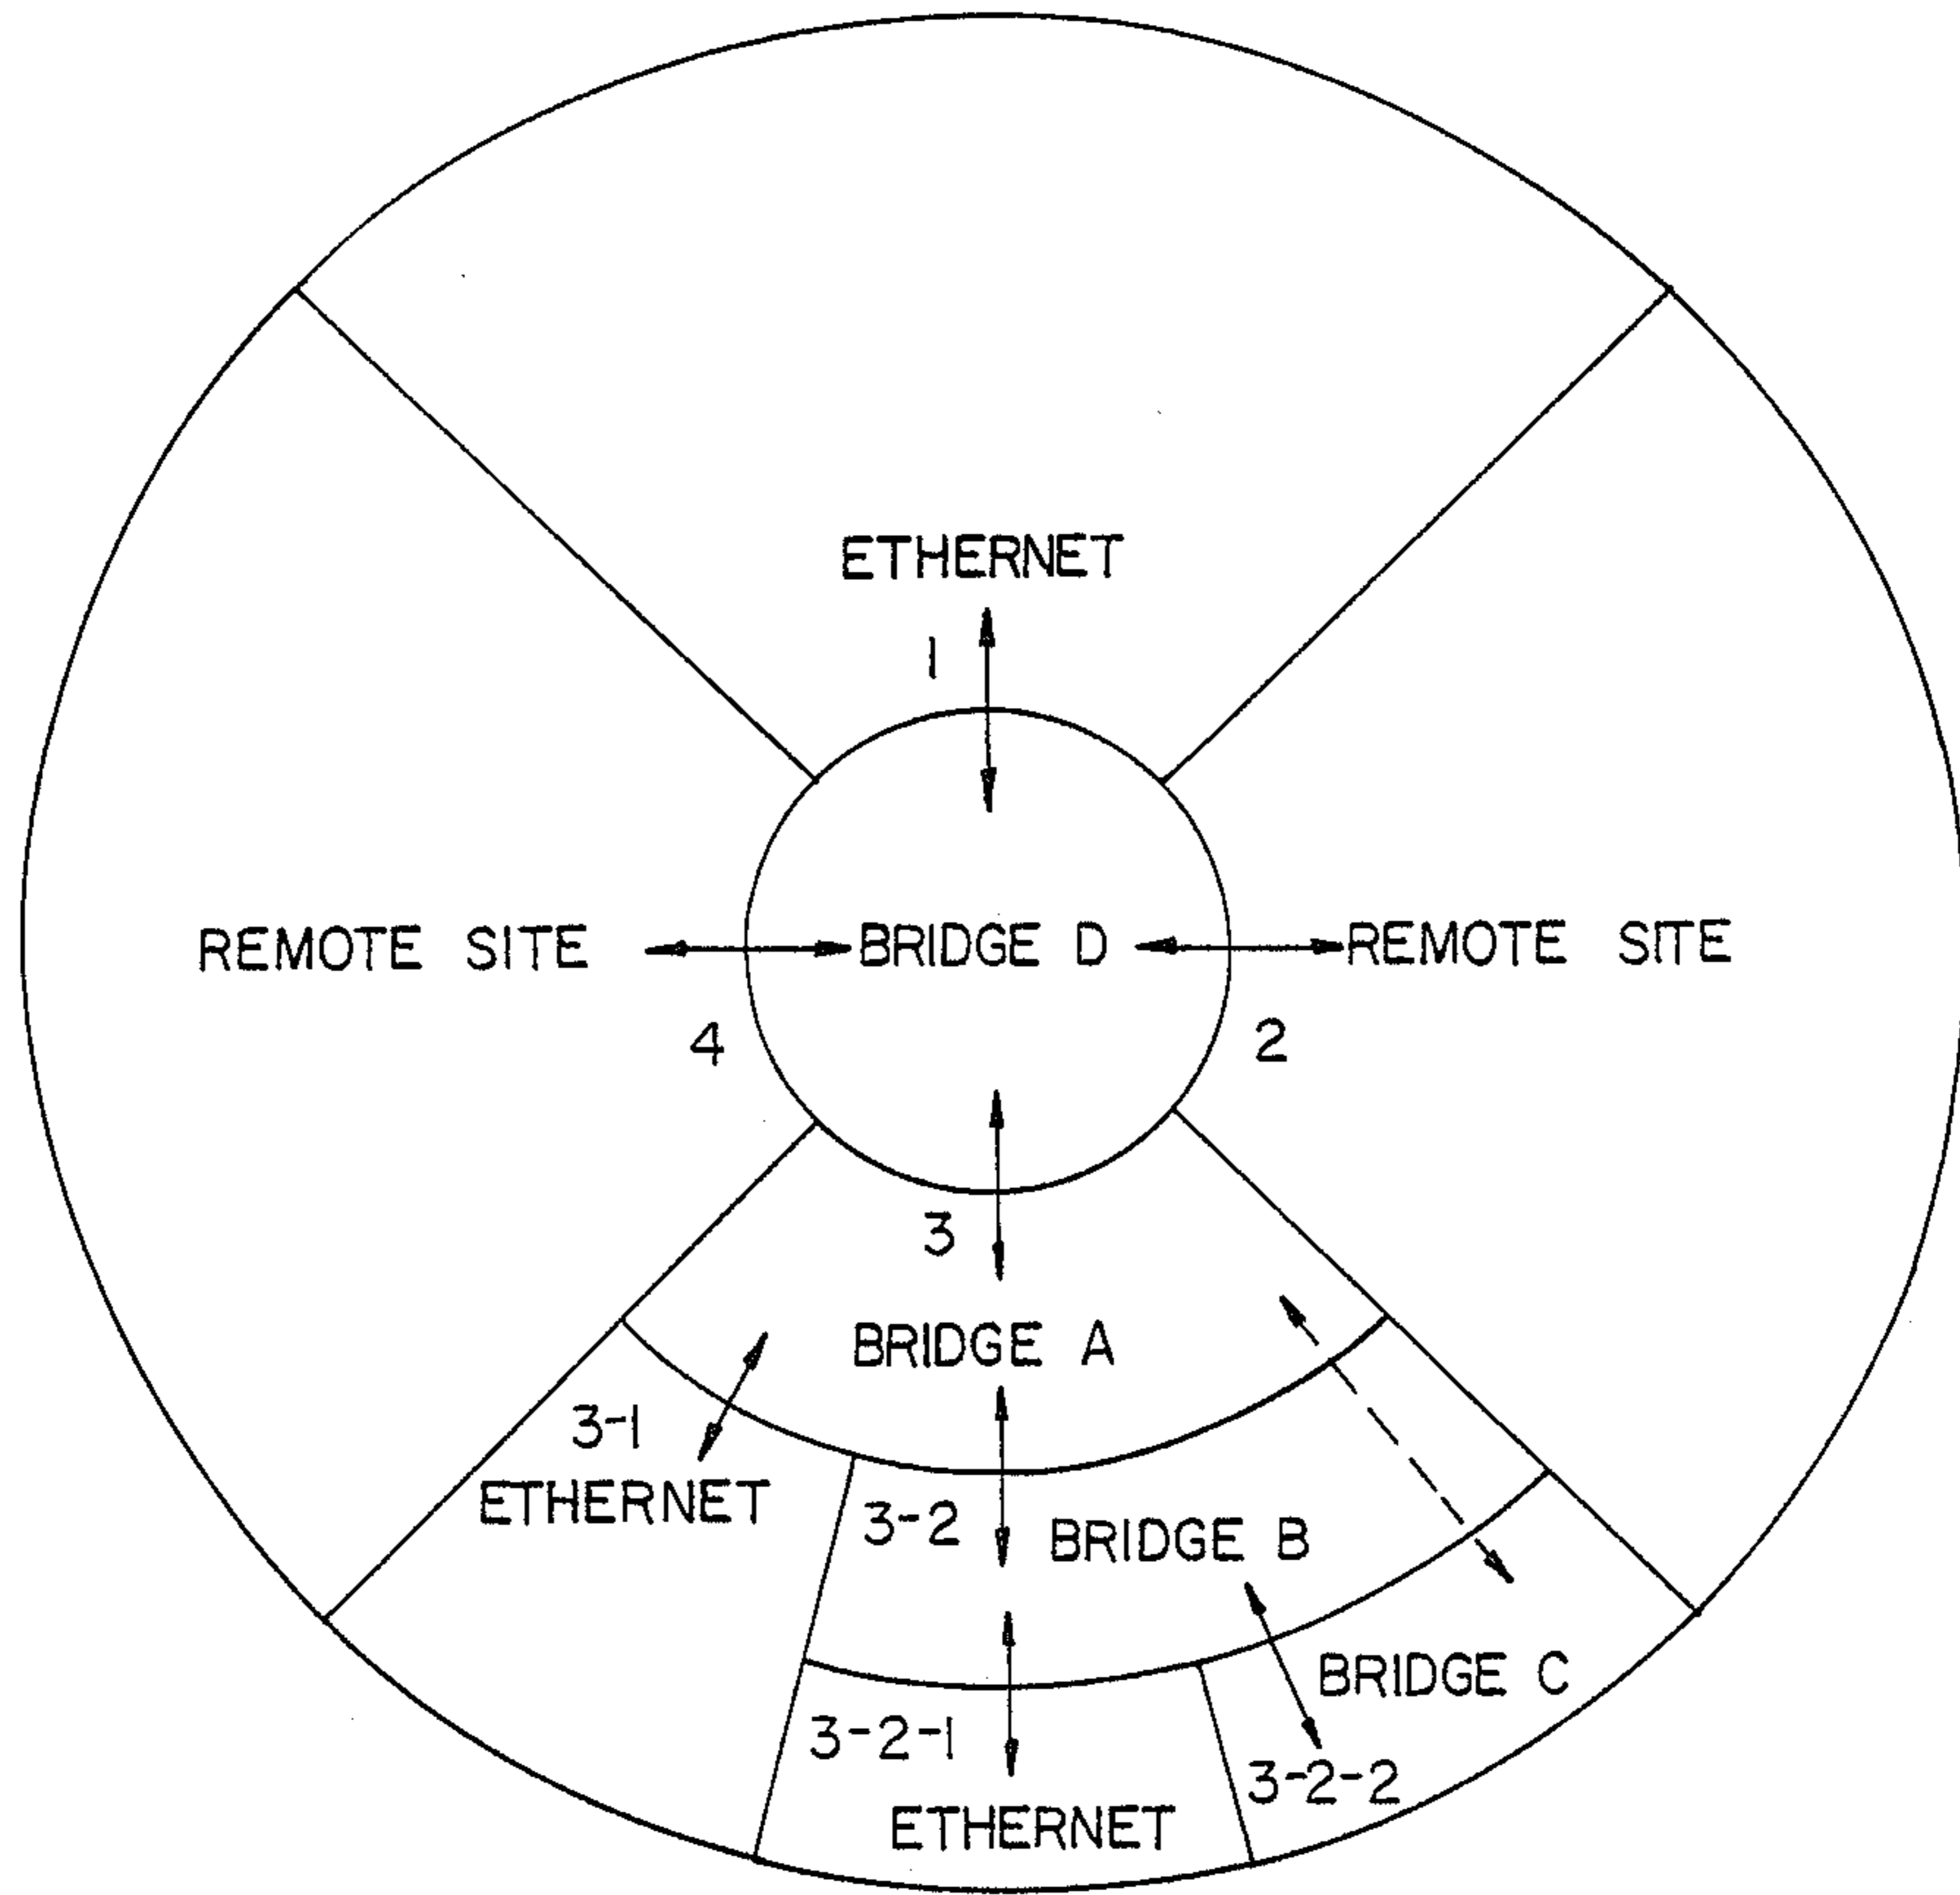 ETHERNET
1
REMOTE SITE
BRIDGE D
REMOTE SITE
4
2
3
BRIDGE A
3-1
ETHERNET
3-2
BRIDGE B
BRIDGE C
3-2-1
3-2-2
ETHERNET